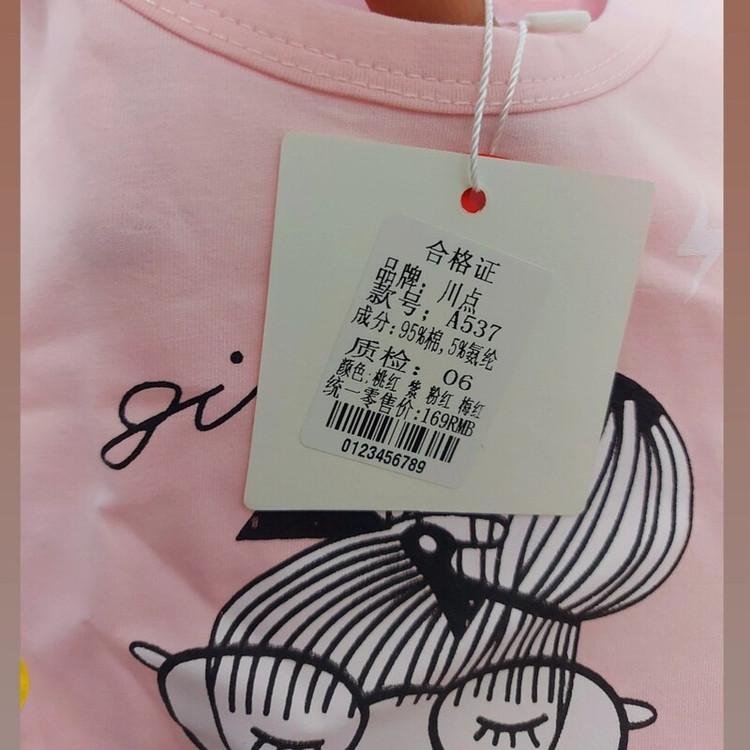 合格证
品牌：川点
款号；A537
成分：95%棉，5%氨纶
质检：06
颜色：桃红 紫 粉红 梅红
统一零售价:169RMB
0123456789
gi